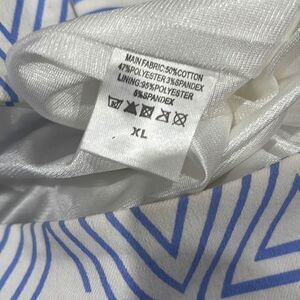 MAIN FABRIC:50%COTTON
47%POLYESTER 3%SPANDEX
LINING:95%POLYESTER
5%SPANDEX
XL